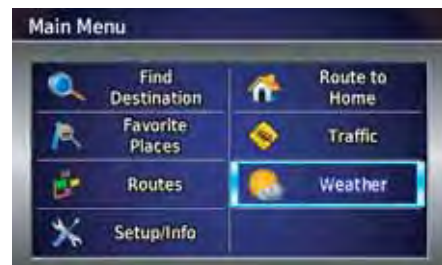 Main Menu
Find
Destination
Route to
Home
Favorite
Places
Traffic
Routes
Weather
Setup/Info